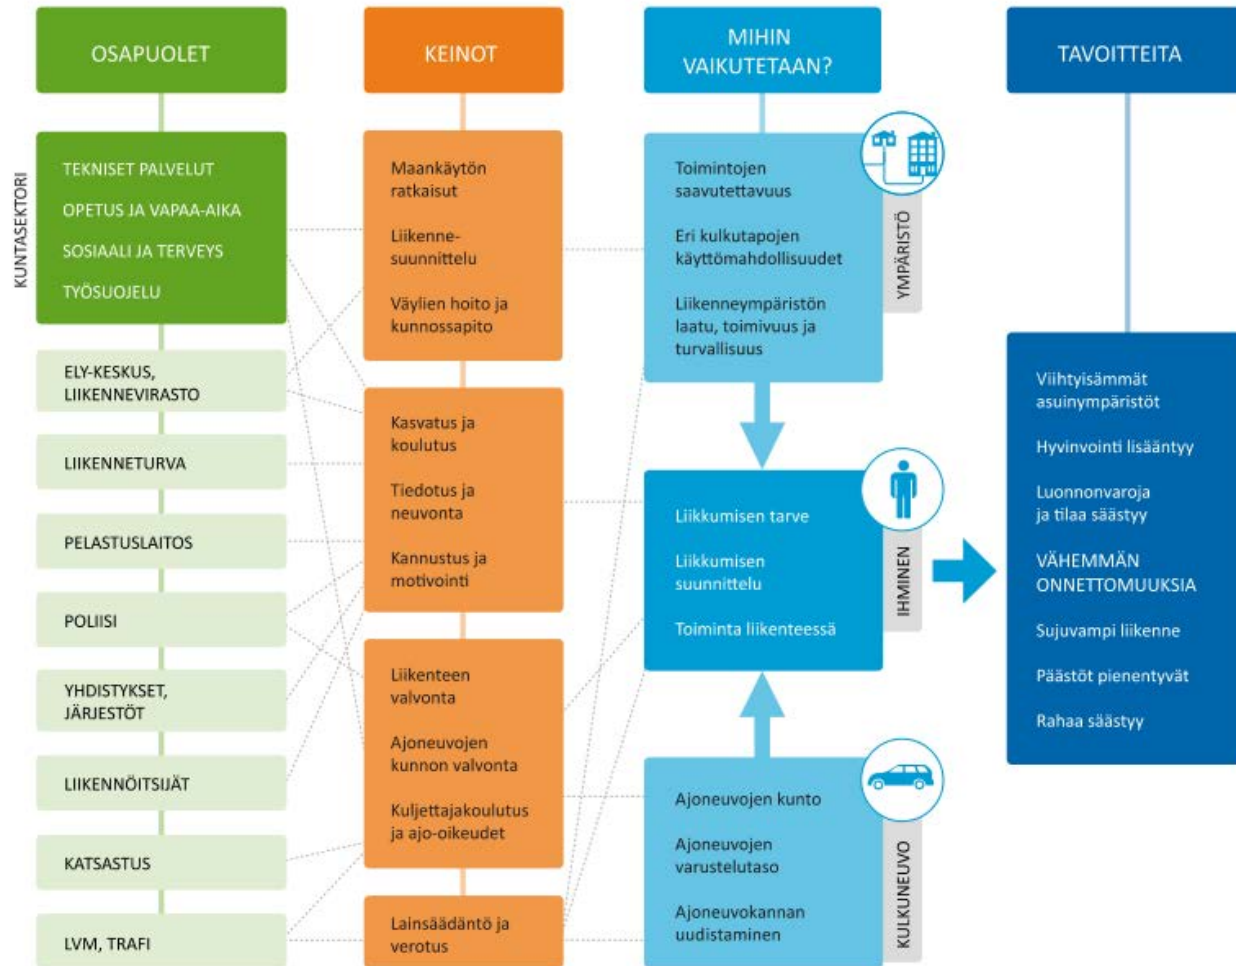 OSAPUOLET
KUNTASEKTORI
TEKNISET PALVELUT
OPETUS JA VAPAA-AIKA
SOSIAALI JA TERVEYS
TYÖSUOJELU
ELY-KESKUS,
LIIKENNEVIRASTO
LIIKENNETURVA
PELASTUSLAITOS
POLIISI
YHDISTYKSET,
JÄRJESTÖT
LIIKENNÖITSIJÄT
KATSASTUS
LVM, TRAFI
KEINOT
Maankäytön
ratkaisut
Liikenne-
suunnittelu
Väylien hoito ja
kunnossapito
Kasvatus ja
koulutus
Tiedotus ja
neuvonta
Kannustus ja
motivointi
Liikenteen
valvonta
Ajoneuvojen
kunnon valvonta
Kuljettajakoulutus
ja ajo-oikeudet
Lainsäädäntö ja
verotus
MIHIN
VAIKUTETAAN?
Toimintojen
saavutettavuus
Eri kulkutapojen
käyttömahdollisuudet
Liikenneympäristön
laatu, toimivuus ja
turvallisuus
YMPÄRISTÖ
Liikkumisen tarve
Liikkumisen
suunnittelu
Toiminta liikenteessä
IHMINEN
Ajoneuvojen kunto
Ajoneuvojen
varustelutaso
Ajoneuvokannan
uudistaminen
KULKUNEUVO
TAVOITTEITA
Viihtyisämmät
asuinympäristöt
Hyvinvointi lisääntyy
Luonnonvaroja
ja tilaa säästyy
VÄHEMMÄN
ONNETTOMUUKSIA
Sujuvampi liikenne
Päästöt pienentyvät
Rahaa säästyy